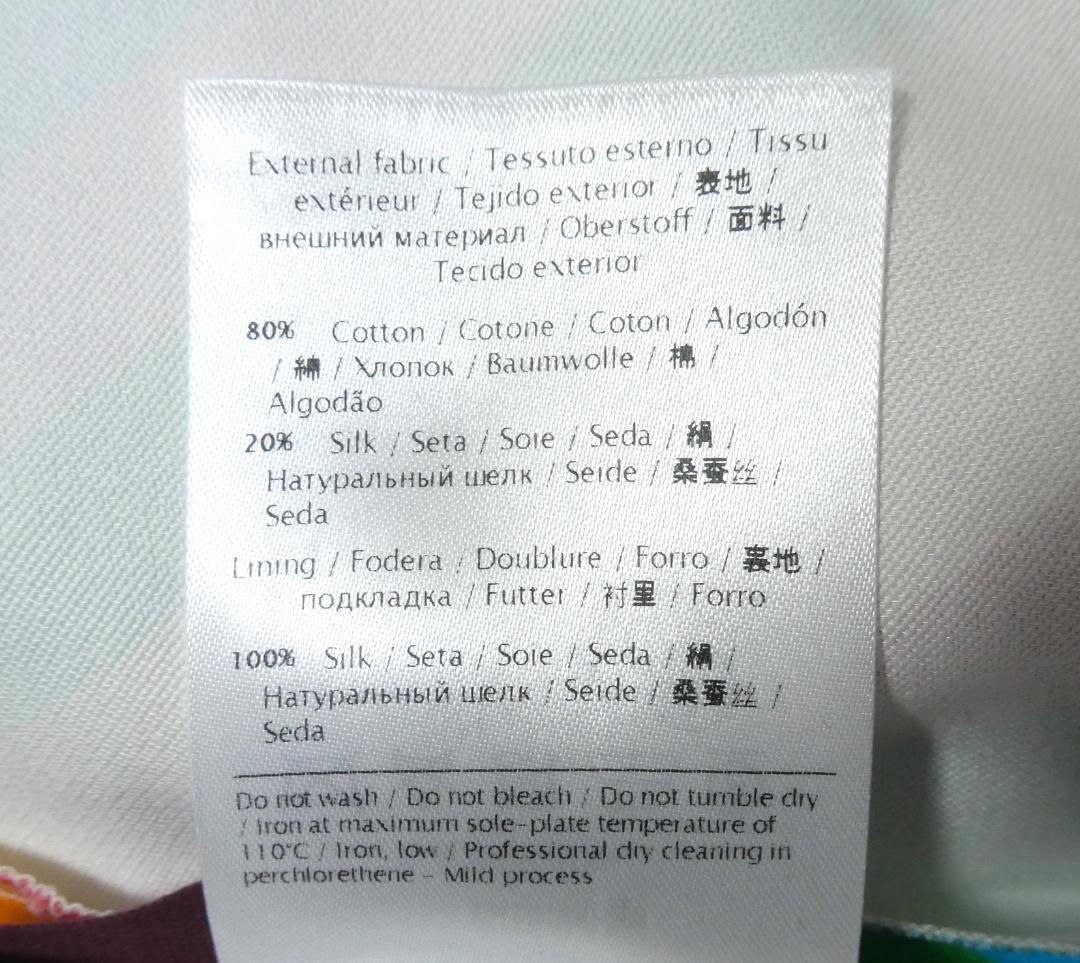 External fabric / Tessuto esterno / Tissu
extérieur / Tejido exterior / 表地 /
внешний материал / Oberstoff / 面料 /
Tecido exterior
80% Cotton / Cotone / Coton / Algodón
/ 綿 / Хлопок / Baumwolle / 棉 /
Algodão
20% Silk / Seta / Soie / Seda / 絹 /
Натуральный шелк / Seide / 桑蚕丝 /
Seda
Lining / Fodera / Doublure / Forro / 裏地 /
подкладка / Futter / 衬里 / Forro
100% Silk / Seta / Soie / Seda / 絹 /
Натуральный шелк / Seide / 桑蚕丝 /
Seda
Do not wash / Do not bleach / Do not tumble dry
/ Iron at maximum sole-plate temperature of
110°C / Iron, low / Professional dry cleaning in
perchlorethene - Mild process